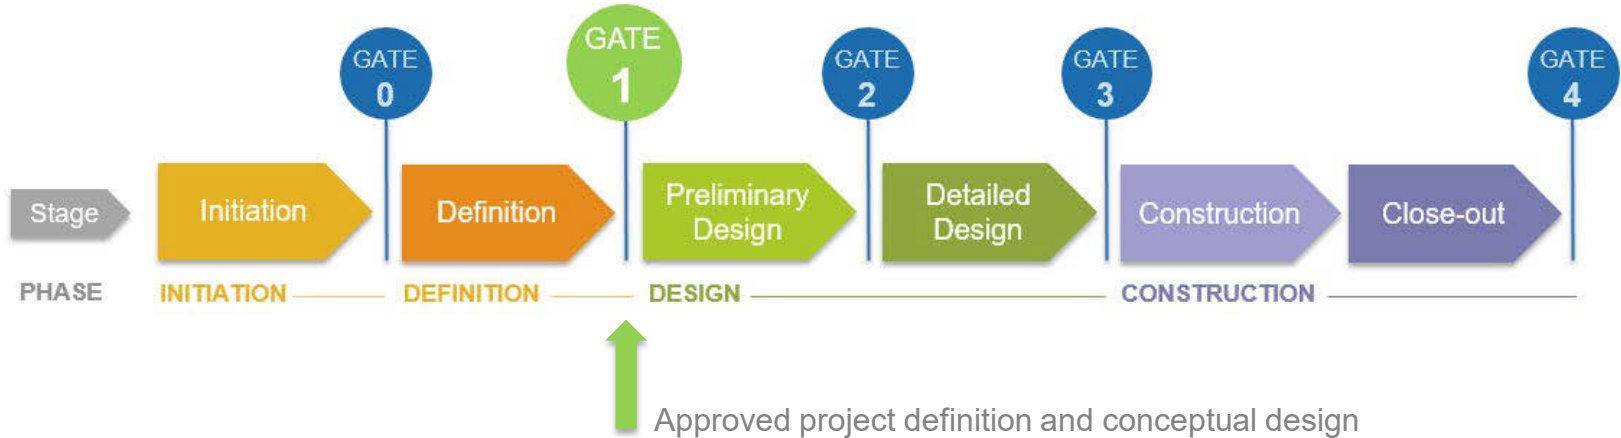 GATE
0
GATE
1
GATE
2
GATE
3
GATE
4
Stage
Initiation
Definition
Preliminary
Design
Detailed
Design
Construction
Close-out
PHASE
INITIATION
DEFINITION
DESIGN
CONSTRUCTION
Approved project definition and conceptual design